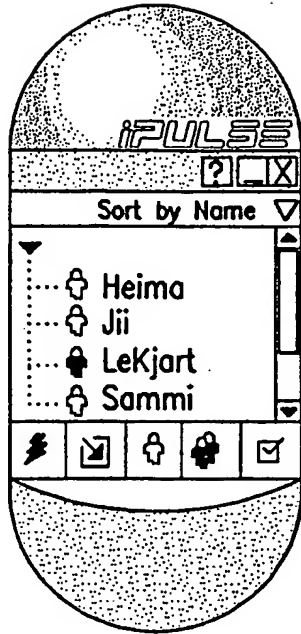 iPULSE
? _ X
Sort by Name
Heima
Jii
LeKjart
Sammi